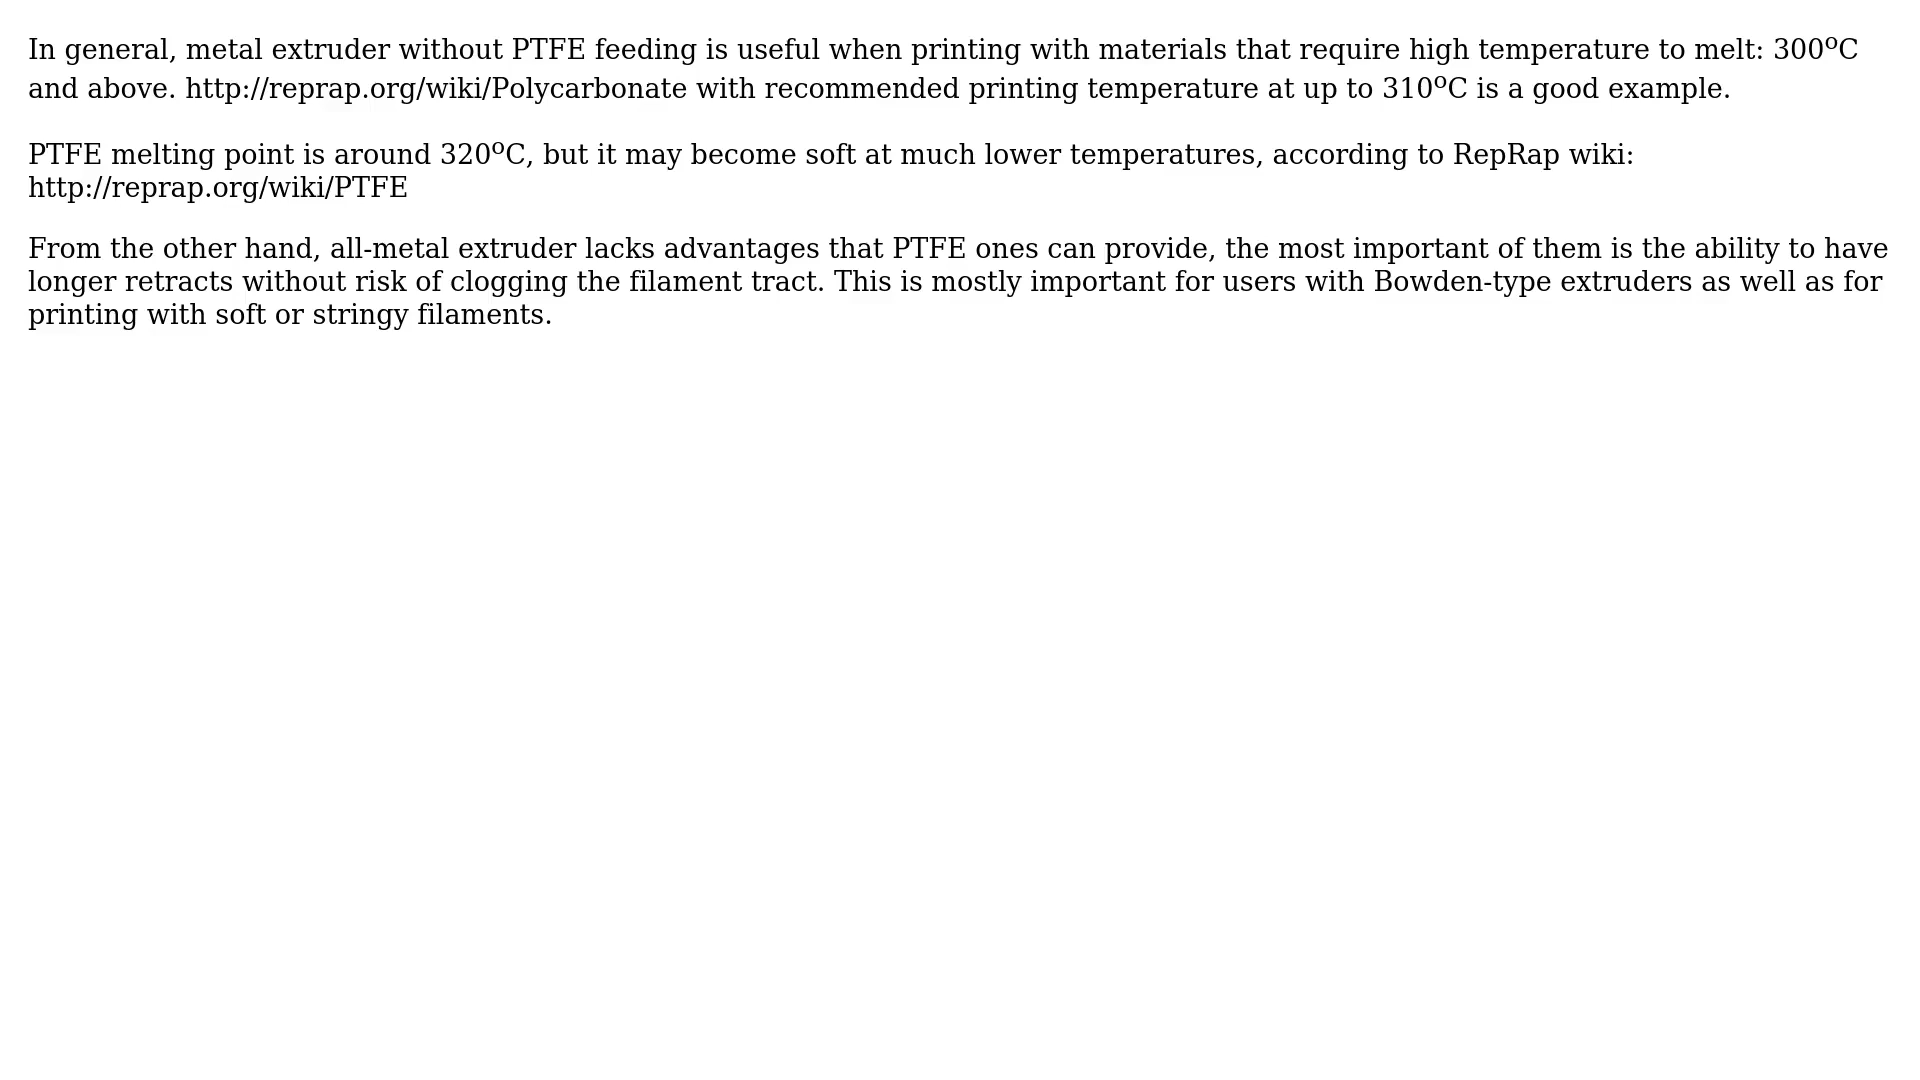 In general, metal extruder without PTFE feeding is useful when printing with materials that require high temperature to melt: 300ºC
and above. http://reprap.org/wiki/Polycarbonate with recommended printing temperature at up to 310ºC is a good example.
PTFE melting point is around 320ºC, but it may become soft at much lower temperatures, according to RepRap wiki:
http://reprap.org/wiki/PTFE
From the other hand, all-metal extruder lacks advantages that PTFE ones can provide, the most important of them is the ability to have
longer retracts without risk of clogging the filament tract. This is mostly important for users with Bowden-type extruders as well as for
printing with soft or stringy filaments.